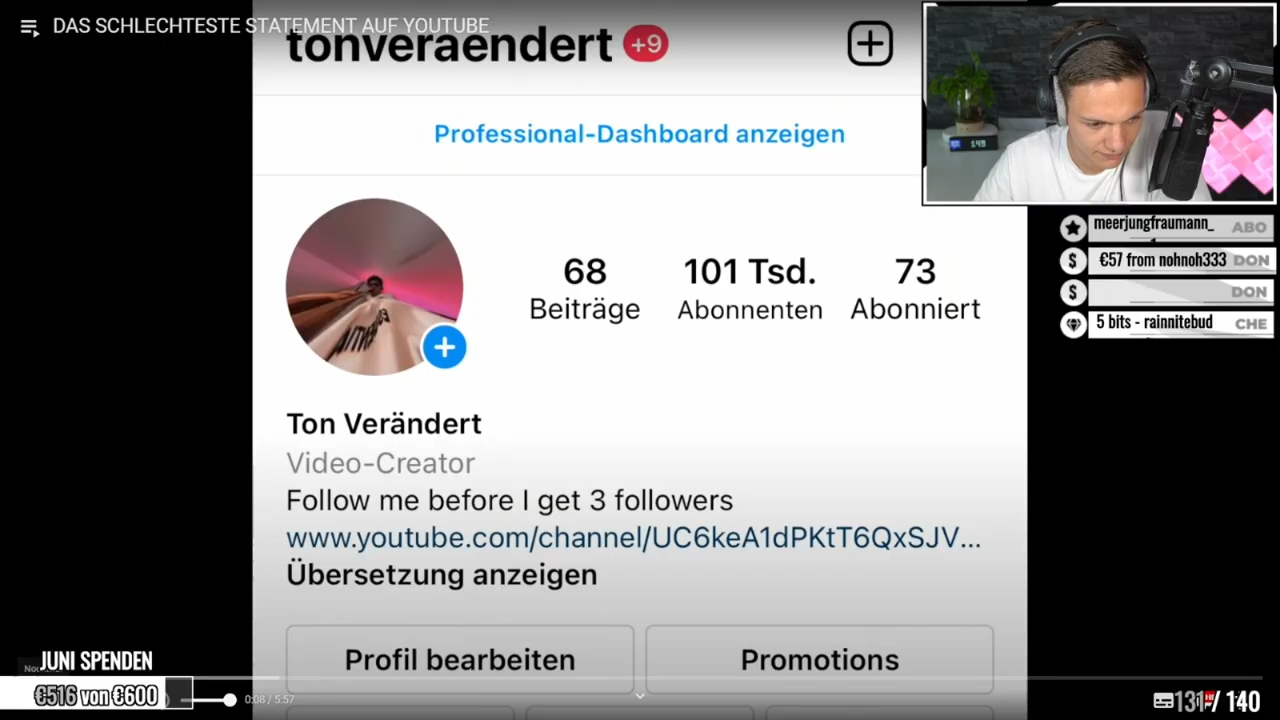 DAS SCHLECHTESTE STATEMENT AUF YOUTUBE
tonveraendert +9
Professional-Dashboard anzeigen
68
Beiträge
101 Tsd.
Abonnenten
73
Abonniert
Ton Verändert
Video-Creator
Follow me before I get 3 followers
www.youtube.com/channel/UC6keA1dPKtT6QxSJV...
Übersetzung anzeigen
Profil bearbeiten
Promotions
meerjungfraumann_ ABO
€57 from nohnoh333 DON
DON
5 bits - rainnitebud CHE
JUNI SPENDEN
€516 von €600
0:08 / 5:57
131 / 140